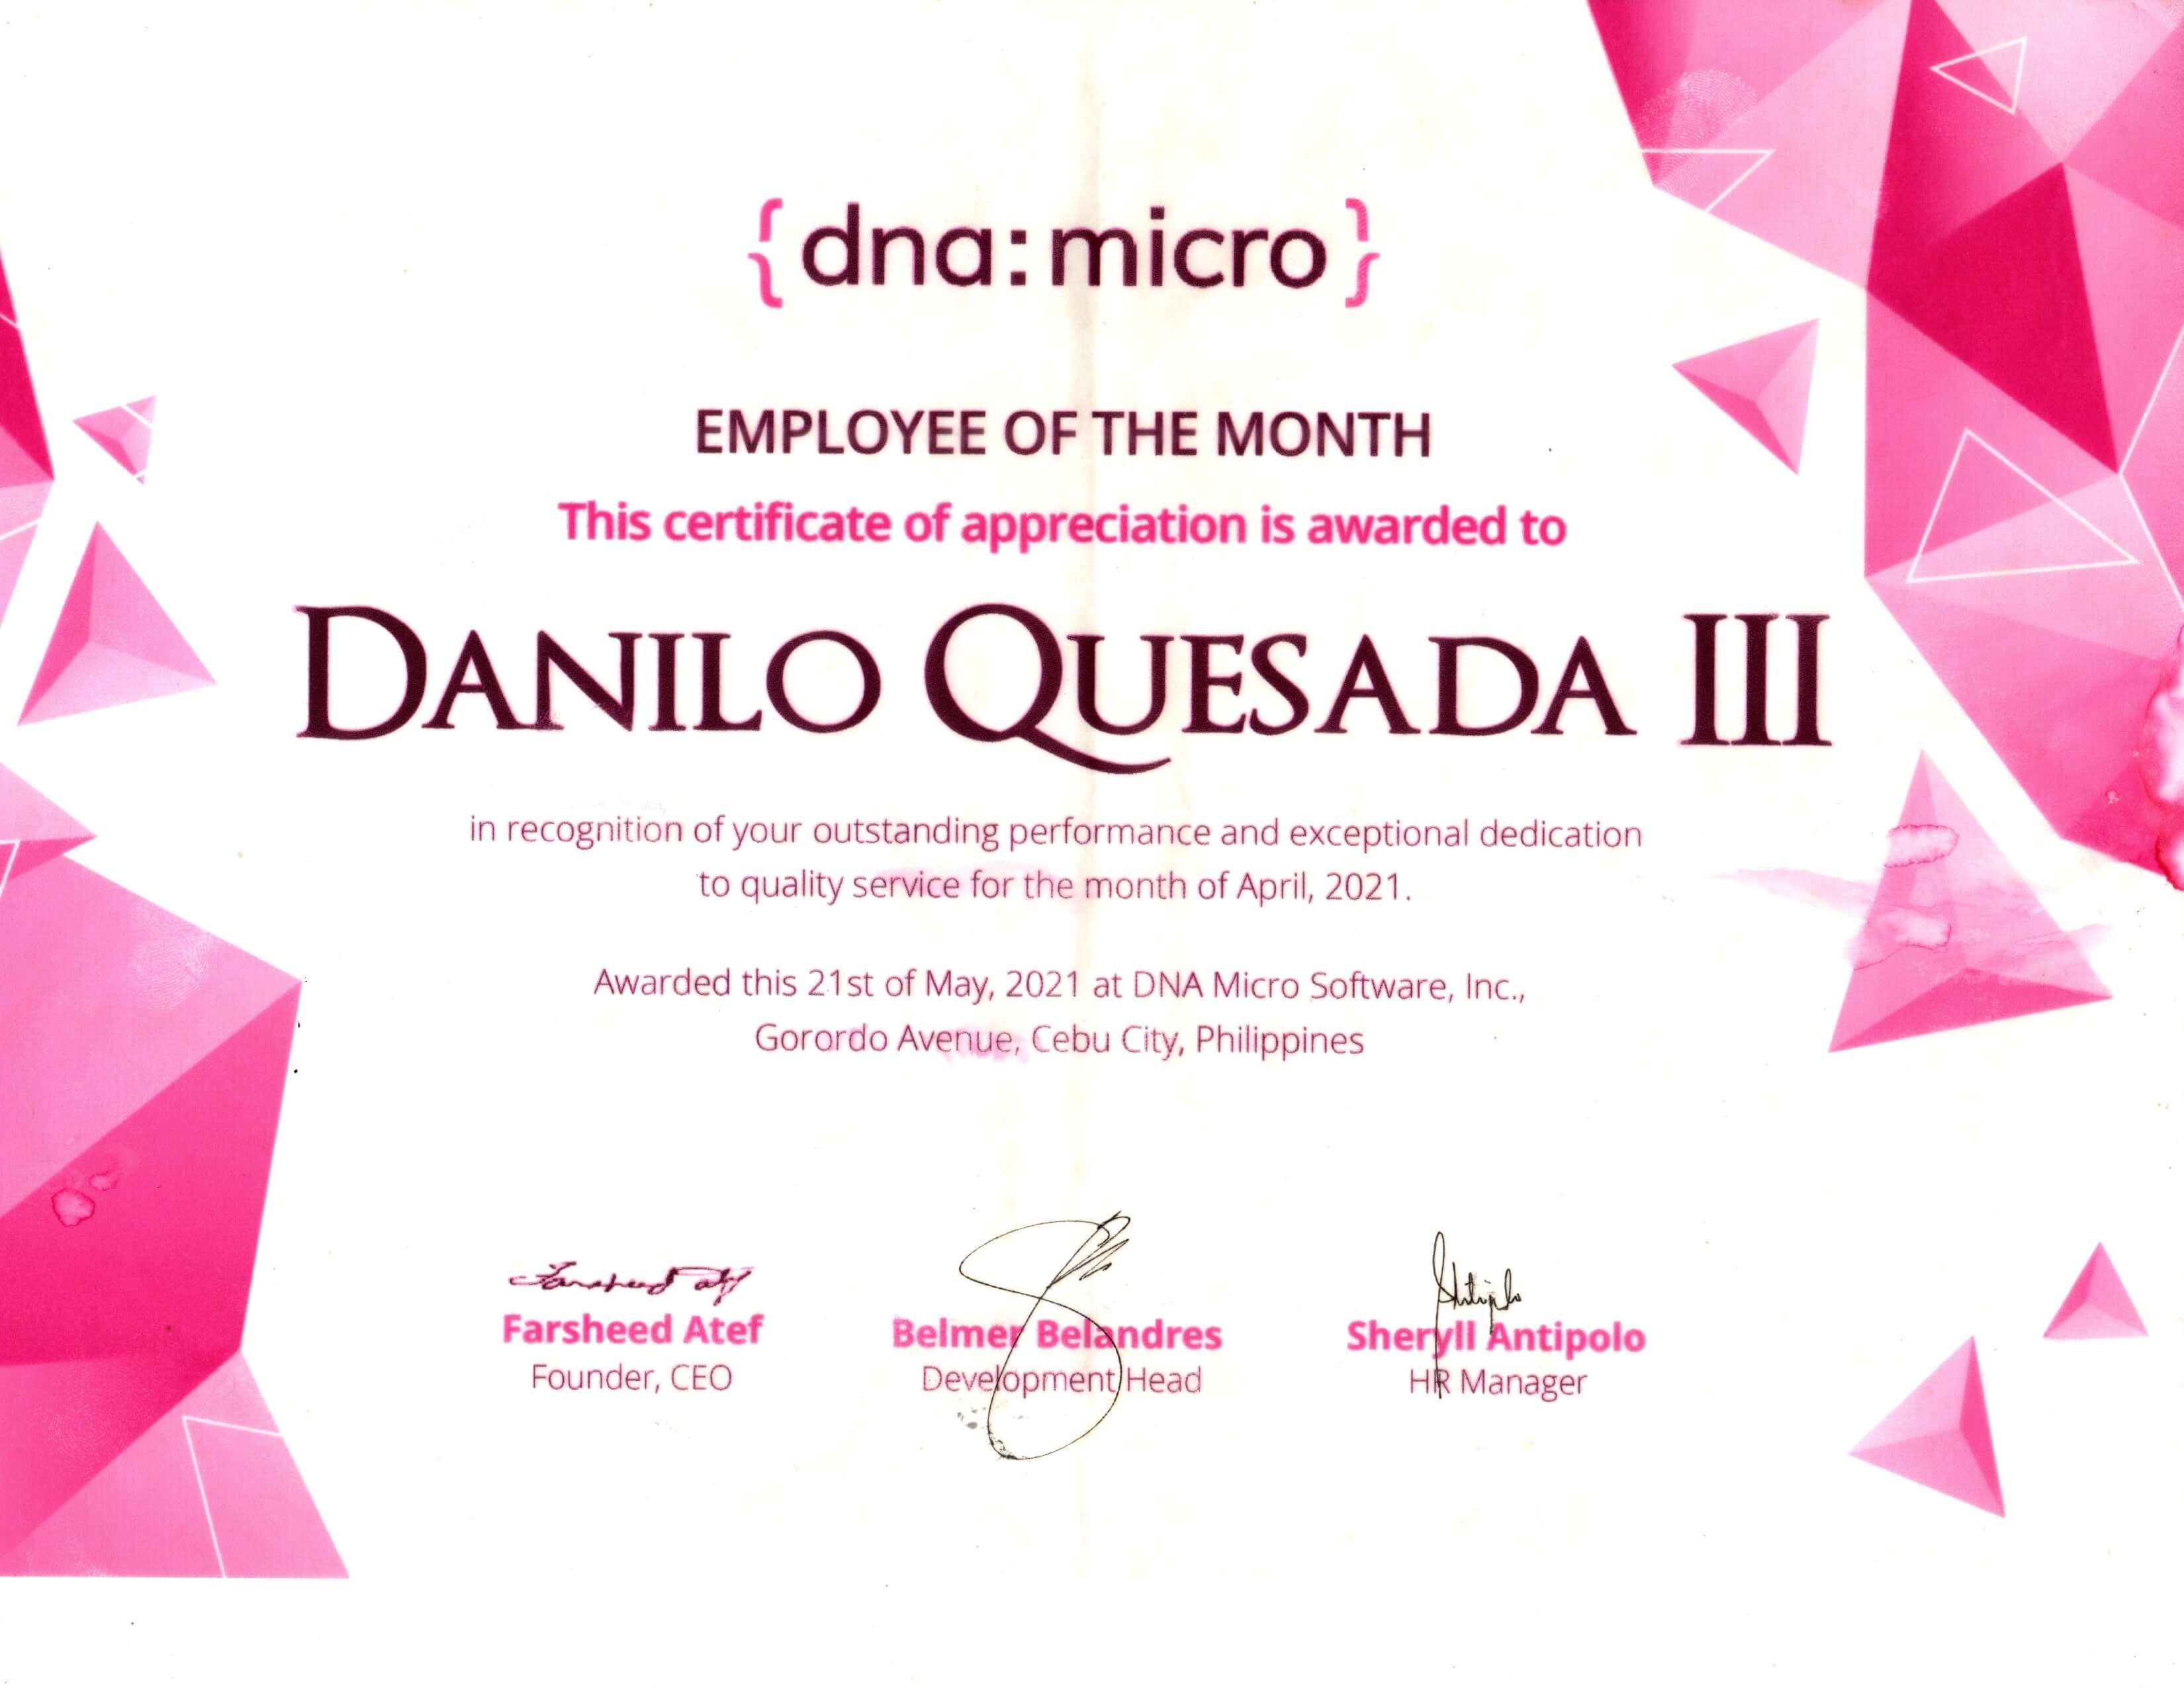 {dna:micro}
EMPLOYEE OF THE MONTH
This certificate of appreciation is awarded to
DANILO QUESADA III
in recognition of your outstanding performance and exceptional dedication
to quality service for the month of April, 2021.
Awarded this 21st of May, 2021 at DNA Micro Software, Inc.,
Gorordo Avenue, Cebu City, Philippines
Farsheed Atef
Founder, CEO
Belmer Belandres
Development Head
Sheryll Antipolo
HR Manager